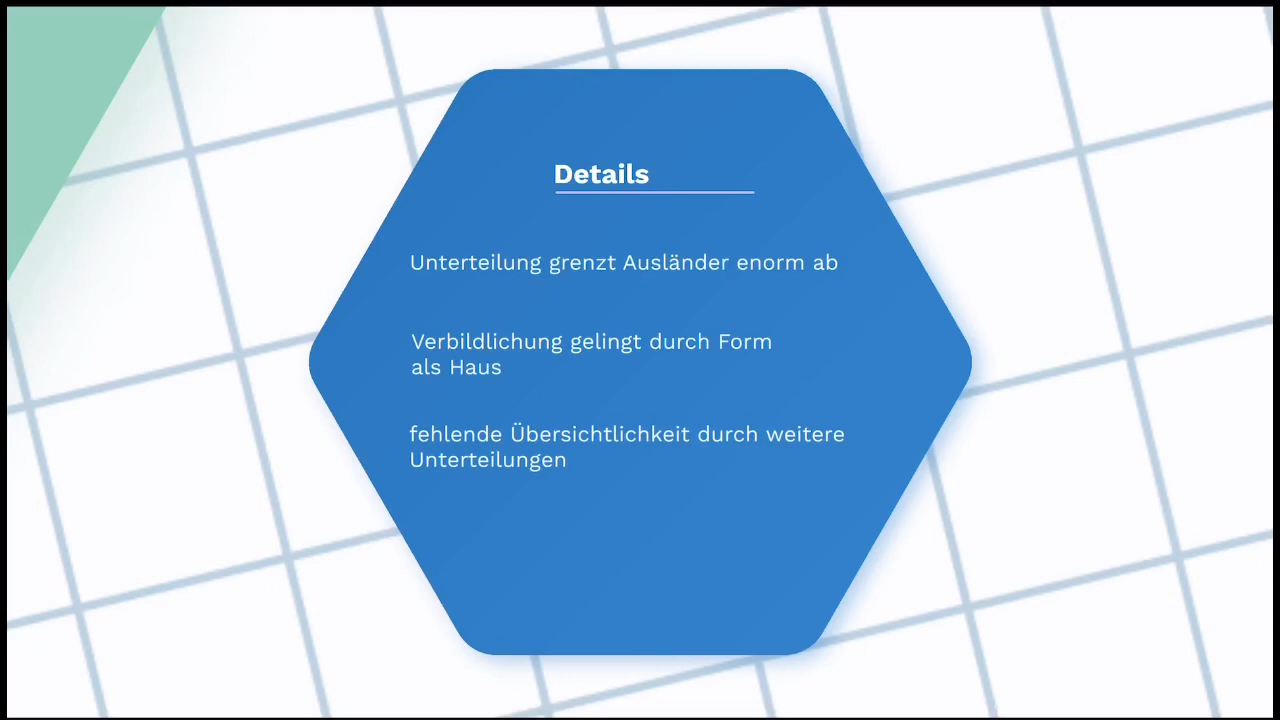 Details
Unterteilung grenzt Ausländer enorm ab
Verbildlichung gelingt durch Form
als Haus
fehlende Übersichtlichkeit durch weitere
Unterteilungen